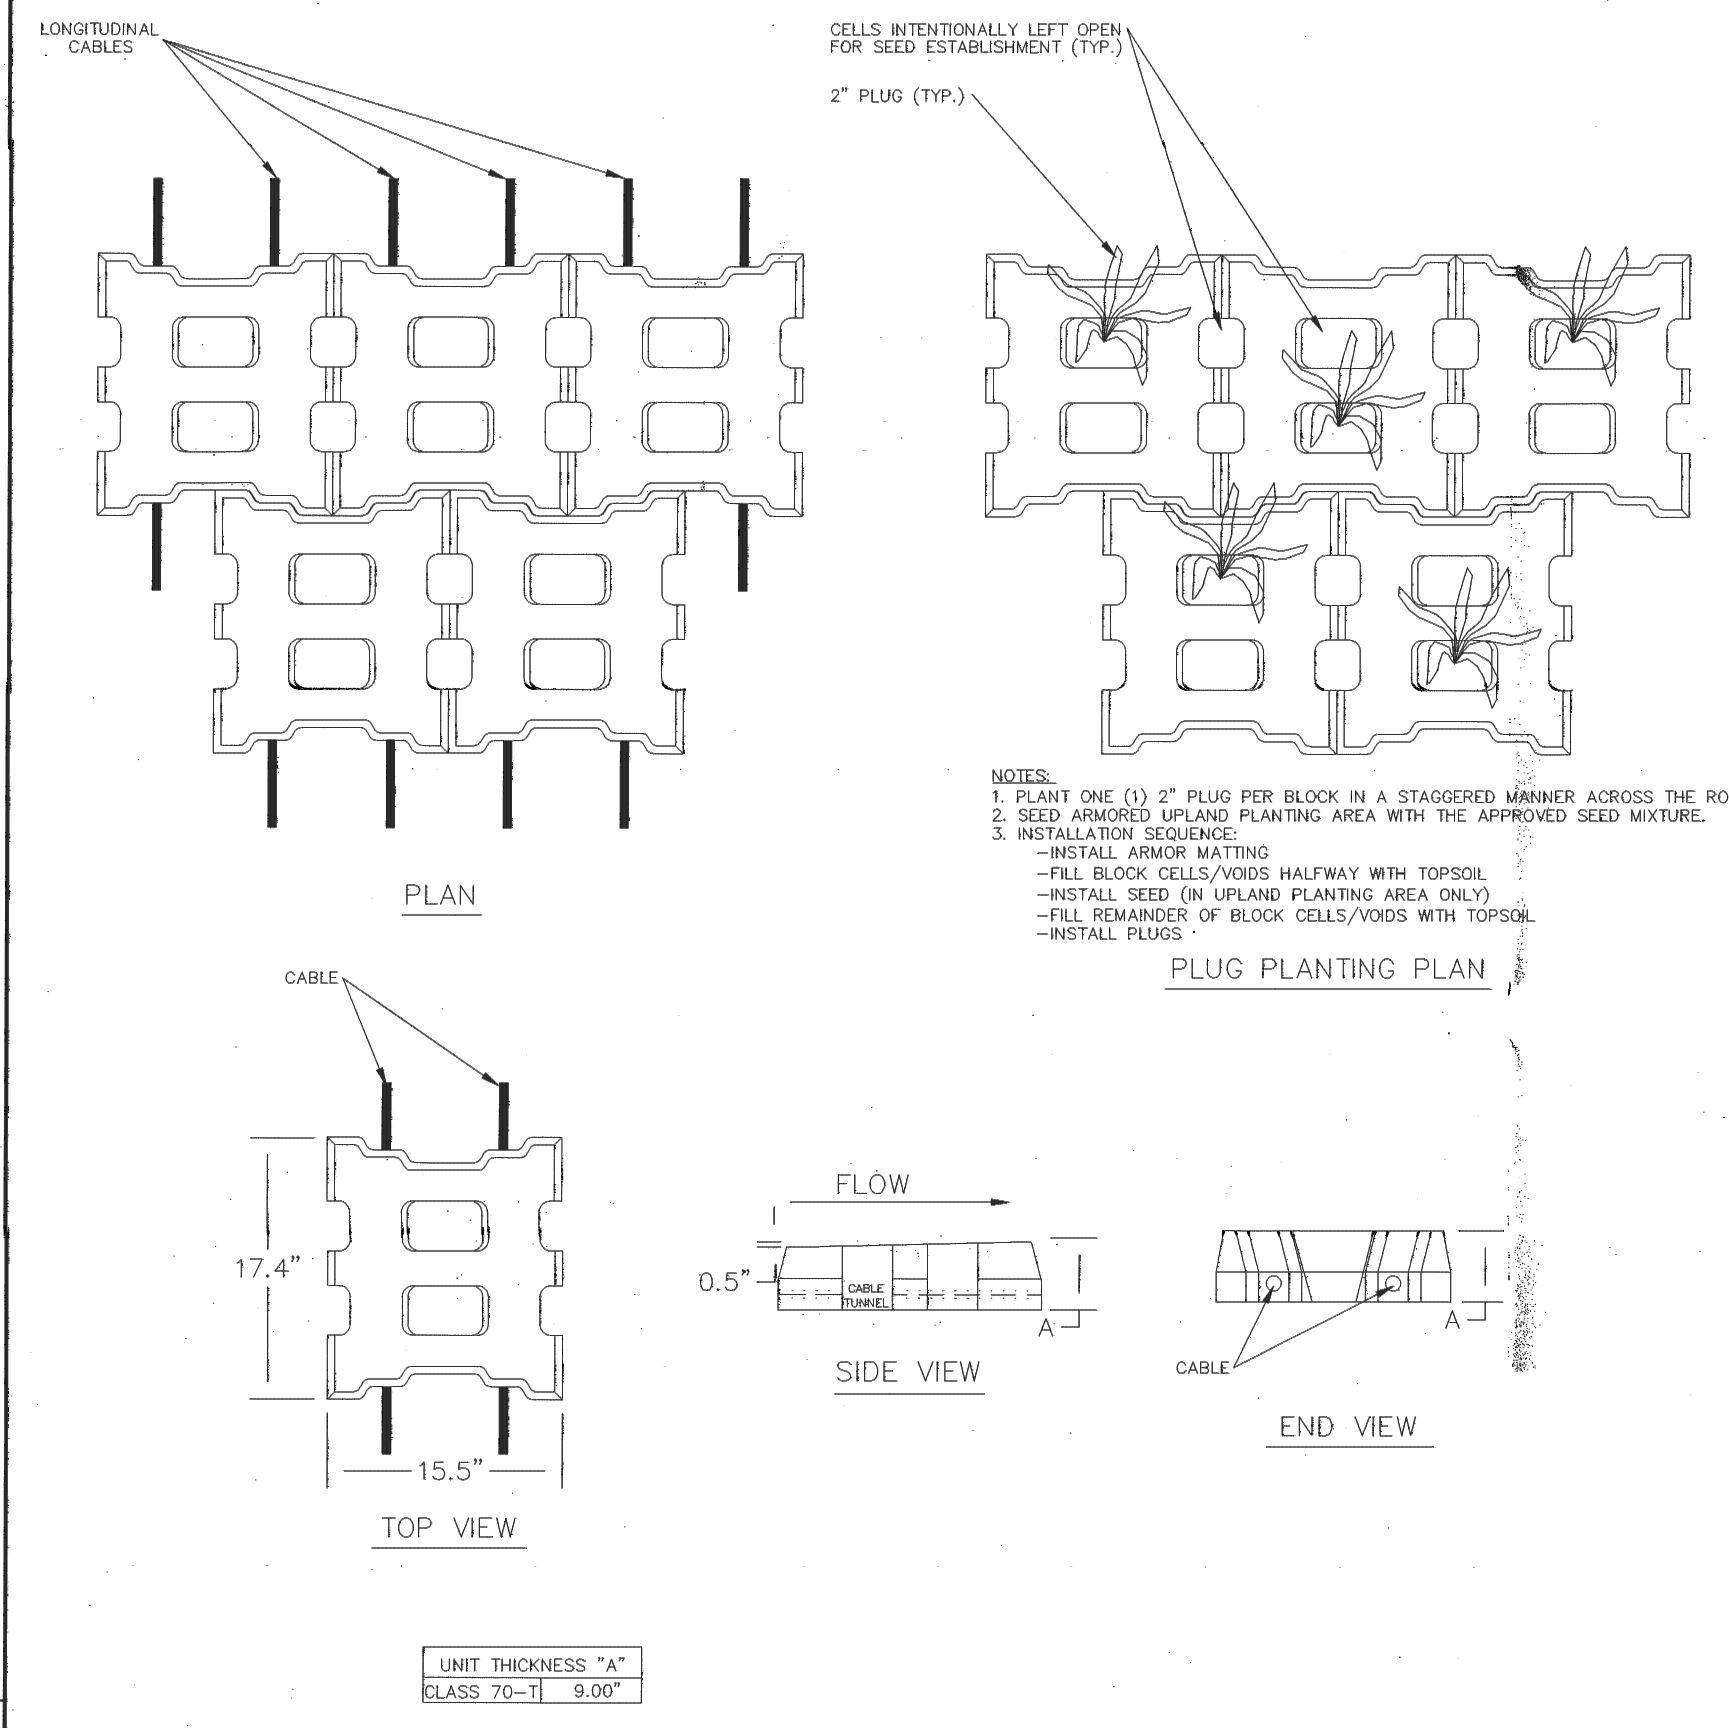 LONGITUDINAL
CABLES
CELLS INTENTIONALLY LEFT OPEN
FOR SEED ESTABLISHMENT (TYP.)
2" PLUG (TYP.)
NOTES:
1. PLANT ONE (1) 2" PLUG PER BLOCK IN A STAGGERED MANNER ACROSS THE RO
2. SEED ARMORED UPLAND PLANTING AREA WITH THE APPROVED SEED MIXTURE.
3. INSTALLATION SEQUENCE:
-INSTALL ARMOR MATTING
-FILL BLOCK CELLS/VOIDS HALFWAY WITH TOPSOIL
-INSTALL SEED (IN UPLAND PLANTING AREA ONLY)
-FILL REMAINDER OF BLOCK CELLS/VOIDS WITH TOPSOIL
-INSTALL PLUGS
PLAN
PLUG PLANTING PLAN
CABLE
17.4"
15.5"
TOP VIEW
FLOW
0.5"
CABLE
TUNNEL
A
SIDE VIEW
A
CABLE
END VIEW
UNIT THICKNESS "A"
CLASS 70-T 9.00"